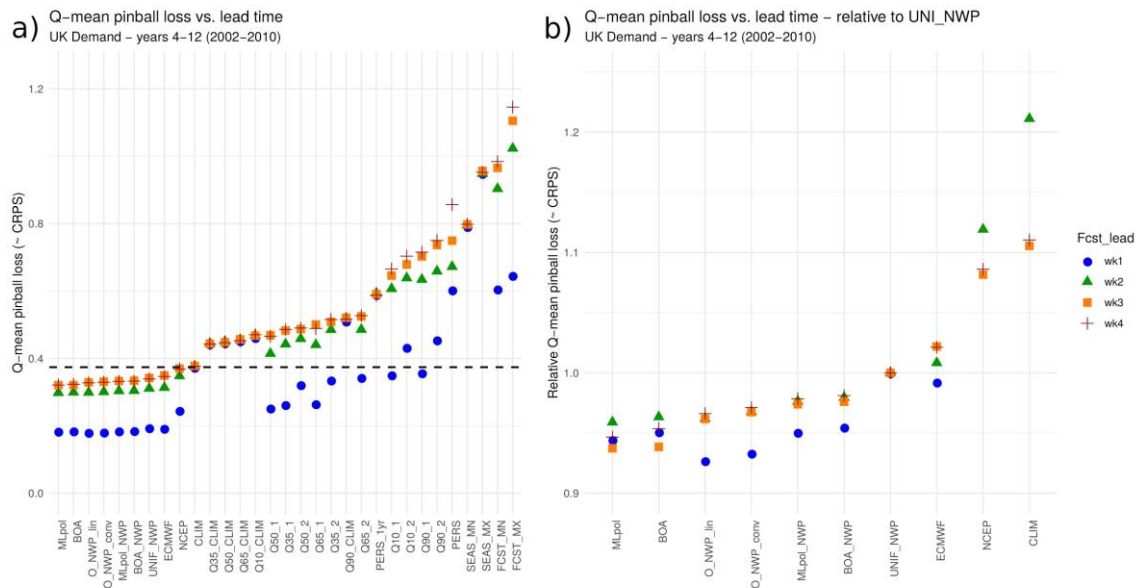 a)
Q-mean pinball loss vs. lead time
UK Demand - years 4-12 (2002-2010)
Q-mean pinball loss (~ CRPS)
1.2
0.8
0.4
0.0
MLpol
BOA
O_NWP_lin
O_NWP_conv
MLpol_NWP
BOA_NWP
UNIF_NWP
ECMWF
NCEP
CLIM
Q35_CLIM
Q50_CLIM
Q65_CLIM
Q10_CLIM
Q50_1
Q35_1
Q50_2
Q65_1
Q35_2
Q90_CLIM
Q65_2
PERS_1yr
Q10_1
Q10_2
Q90_1
Q90_2
PERS
SEAS_MN
SEAS_MX
FCST_MN
FCST_MX
b)
Q-mean pinball loss vs. lead time - relative to UNI_NWP
UK Demand - years 4-12 (2002-2010)
Relative Q-mean pinball loss (~ CRPS)
1.2
1.1
1.0
0.9
MLpol
BOA
O_NWP_lin
O_NWP_conv
MLpol_NWP
BOA_NWP
UNIF_NWP
ECMWF
NCEP
CLIM
Fcst_lead
wk1
wk2
wk3
wk4